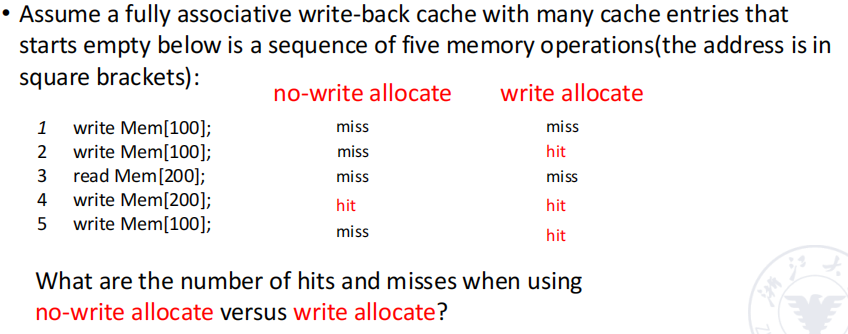 • Assume a fully associative write-back cache with many cache entries that
starts empty below is a sequence of five memory operations(the address is in
square brackets):
no-write allocate write allocate
1 write Mem[100]; miss miss
2 write Mem[100]; miss hit
3 read Mem[200]; miss miss
4 write Mem[200]; hit hit
5 write Mem[100]; miss hit
What are the number of hits and misses when using
no-write allocate versus write allocate?